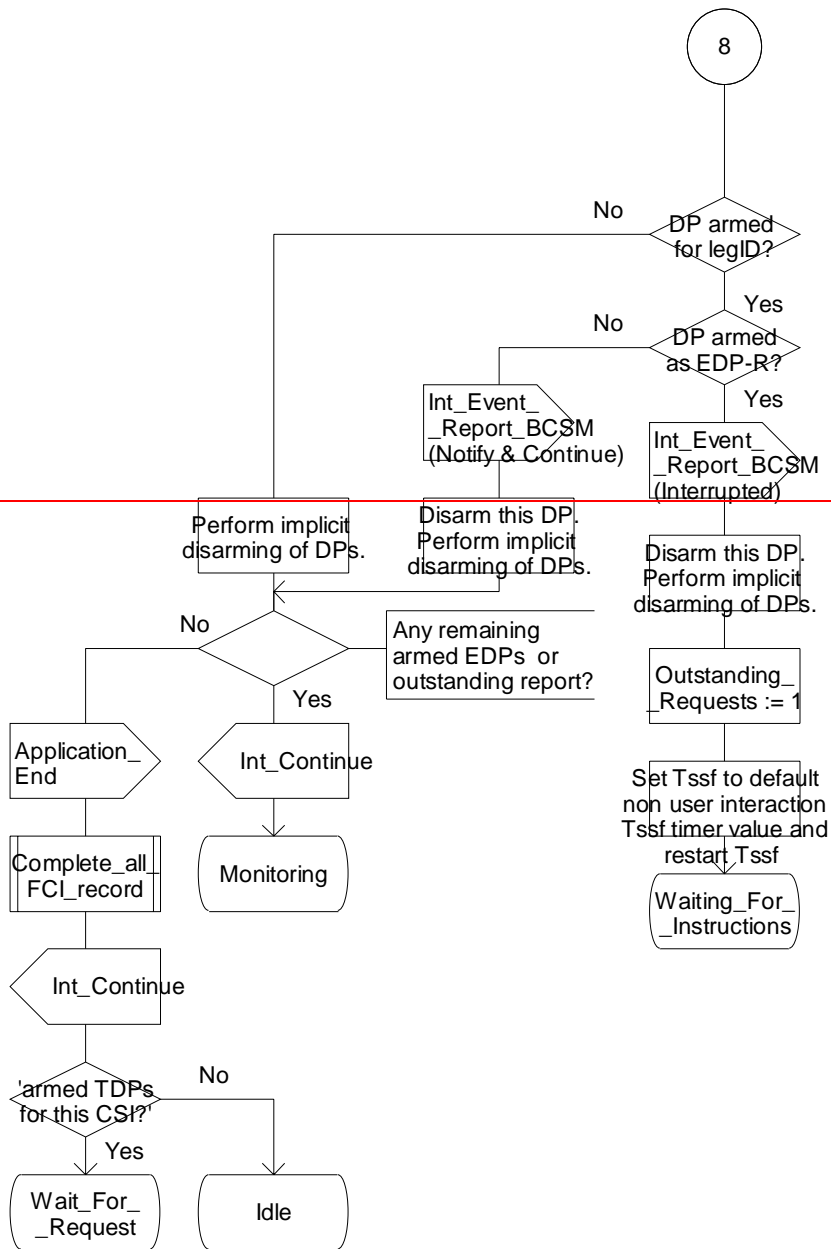 8
No
DP armed
for legID?
Yes
No
DP armed
as EDP-R?
Yes
Int_Event_
_Report_BCSM
(Notify & Continue)
Int_Event_
_Report_BCSM
(Interrupted)
Perform implicit
disarming of DPs.
Disarm this DP.
Perform implicit
disarming of DPs.
Disarm this DP.
Perform implicit
disarming of DPs.
No
Any remaining
armed EDPs or
outstanding report?
Yes
Outstanding_
_Requests := 1
Application_
End
Int_Continue
Set Tssf to default
non user interaction
Tssf timer value and
restart Tssf
Complete_all_
FCI_record
Monitoring
Waiting_For_
_Instructions
Int_Continue
'armed TDPs
for this CSI?'
No
Yes
Wait_For_
_Request
Idle